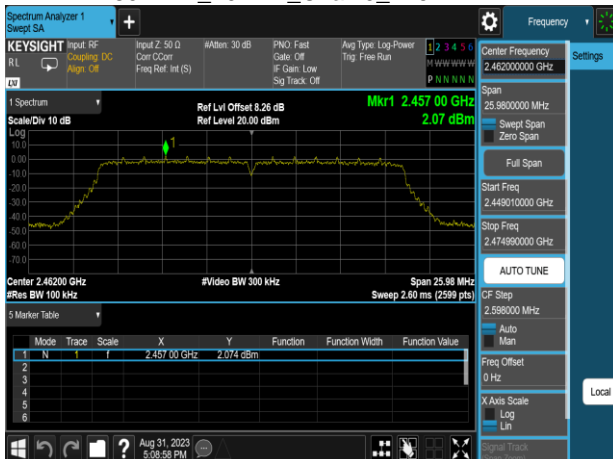 Spectrum Analyzer 1
Swept SA
+
Frequency
KEYSIGHT
RL
LXI
Input: RF
Coupling: DC
Align: Off
Input Z: 50 Ω
Corr CCorr
Freq Ref: Int (S)
#Atten: 30 dB
PNO: Fast
Gate: Off
IF Gain: Low
Sig Track: Off
Avg Type: Log-Power
Trig: Free Run
1 2 3 4 5 6
M W W W W W
P N N N N N
1 Spectrum
Scale/Div 10 dB
Ref Lvl Offset 8.26 dB
Ref Level 20.00 dBm
Mkr1 2.457 00 GHz
2.07 dBm
Log
10.0
0.00
-10.0
-20.0
-30.0
-40.0
-50.0
-60.0
-70.0
1
Center 2.46200 GHz
#Res BW 100 kHz
#Video BW 300 kHz
Span 25.98 MHz
Sweep 2.60 ms (2599 pts)
5 Marker Table
Mode Trace Scale X Y Function Function Width Function Value
1 N 1 f 2.457 00 GHz 2.074 dBm
2
3
4
5
6
Center Frequency
2.462000000 GHz
Settings
Span
25.9800000 MHz
Swept Span
Zero Span
Full Span
Start Freq
2.449010000 GHz
Stop Freq
2.474990000 GHz
AUTO TUNE
CF Step
2.598000 MHz
Auto
Man
Freq Offset
0 Hz
Local
X Axis Scale
Log
Lin
Signal Track
?
Aug 31, 2023
5:08:58 PM